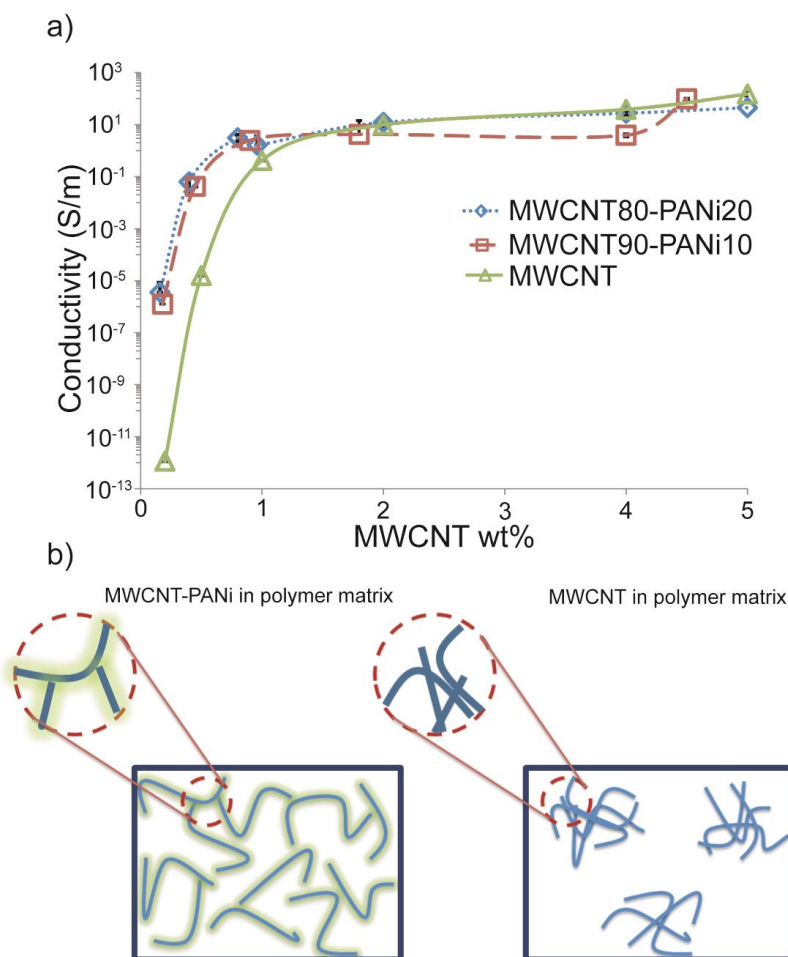 a)
Conductivity (S/m)
10³
10¹
10⁻¹
10⁻³
10⁻⁵
10⁻⁷
10⁻⁹
10⁻¹¹
10⁻¹³
MWCNT80-PANi20
MWCNT90-PANi10
MWCNT
0 1 2 3 4 5
MWCNT wt%
b)
MWCNT-PANi in polymer matrix
MWCNT in polymer matrix